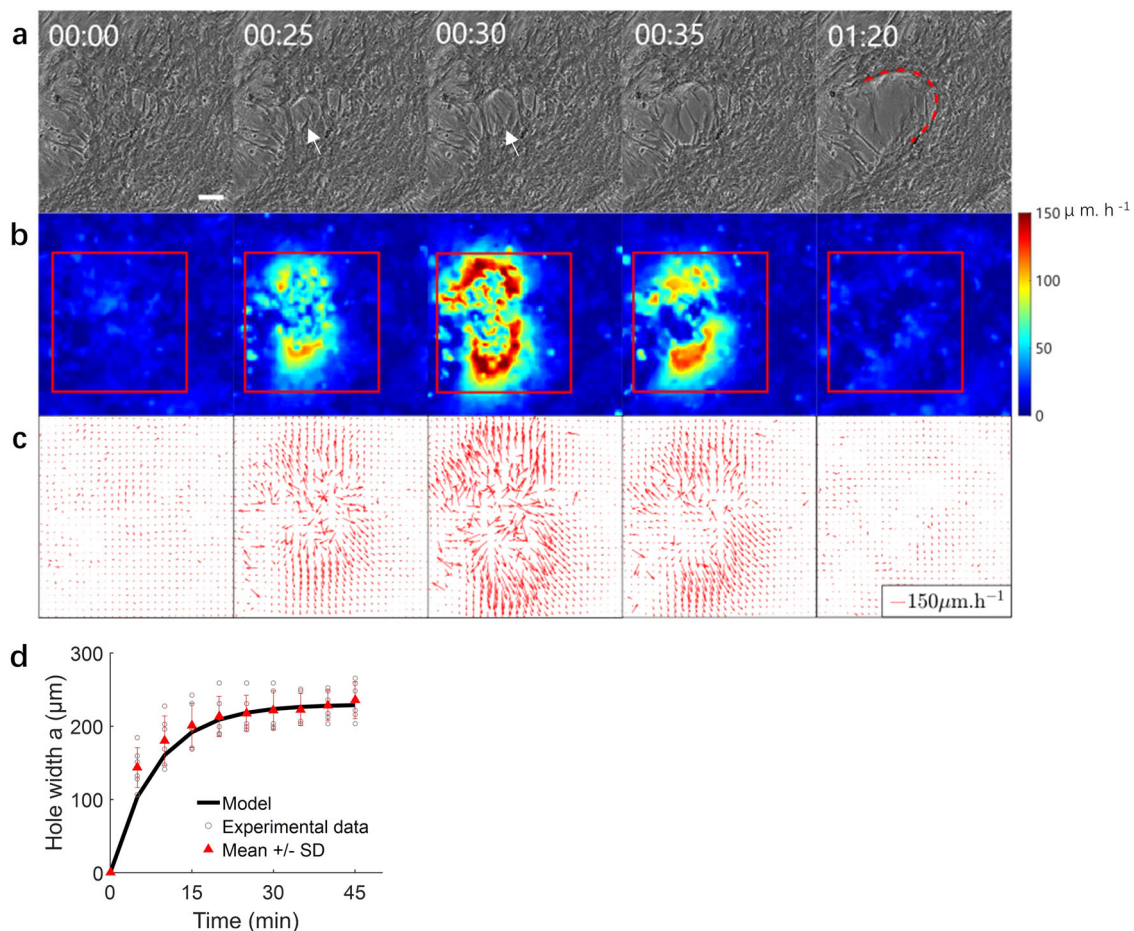 a
00:00 00:25 00:30 00:35 01:20
b
150 μ m. h -1
100
50
0
c
150μm.h−1
d
Hole width a (μm)
300
200
100
0
Model
Experimental data
Mean +/- SD
0 15 30 45
Time (min)